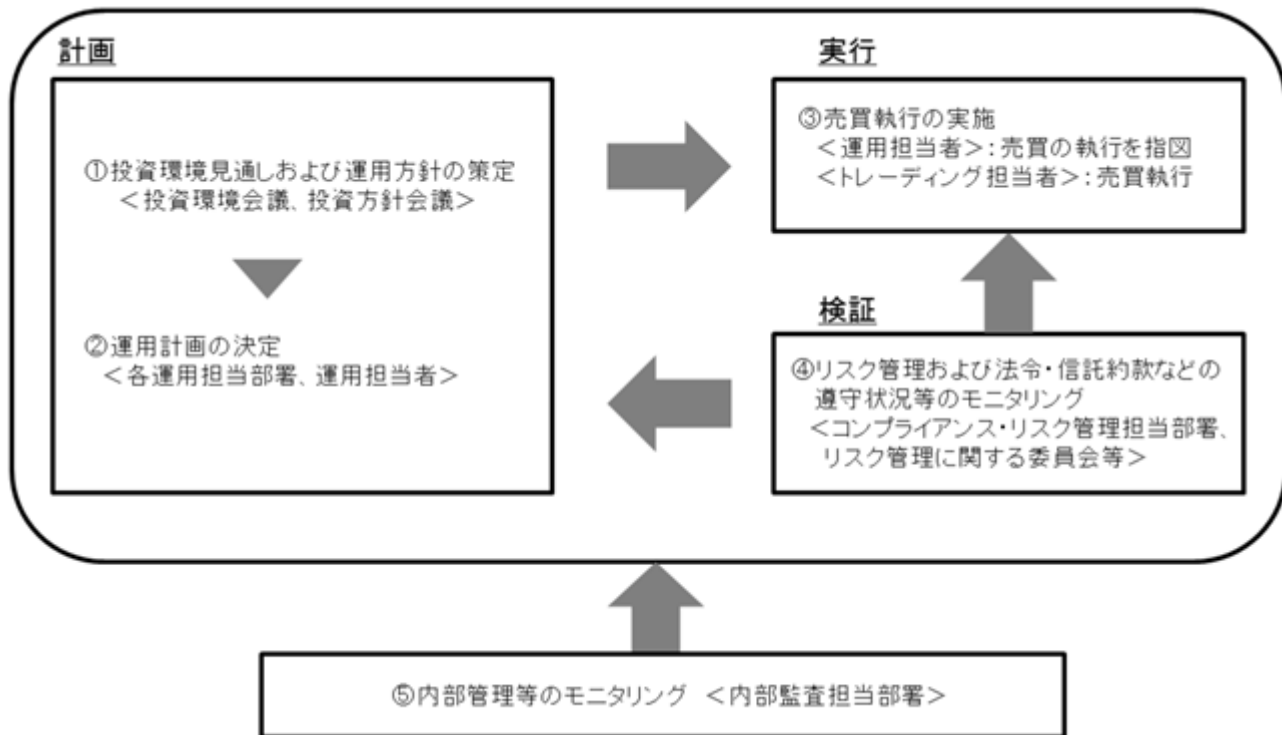 計画
①投資環境見通しおよび運用方針の策定
＜投資環境会議、投資方針会議＞
②運用計画の決定
＜各運用担当部署、運用担当者＞
実行
③売買執行の実施
＜運用担当者＞：売買の執行を指図
＜トレーディング担当者＞：売買執行
検証
④リスク管理および法令・信託約款などの
遵守状況等のモニタリング
＜コンプライアンス・リスク管理担当部署、
リスク管理に関する委員会等＞
⑤内部管理等のモニタリング ＜内部監査担当部署＞